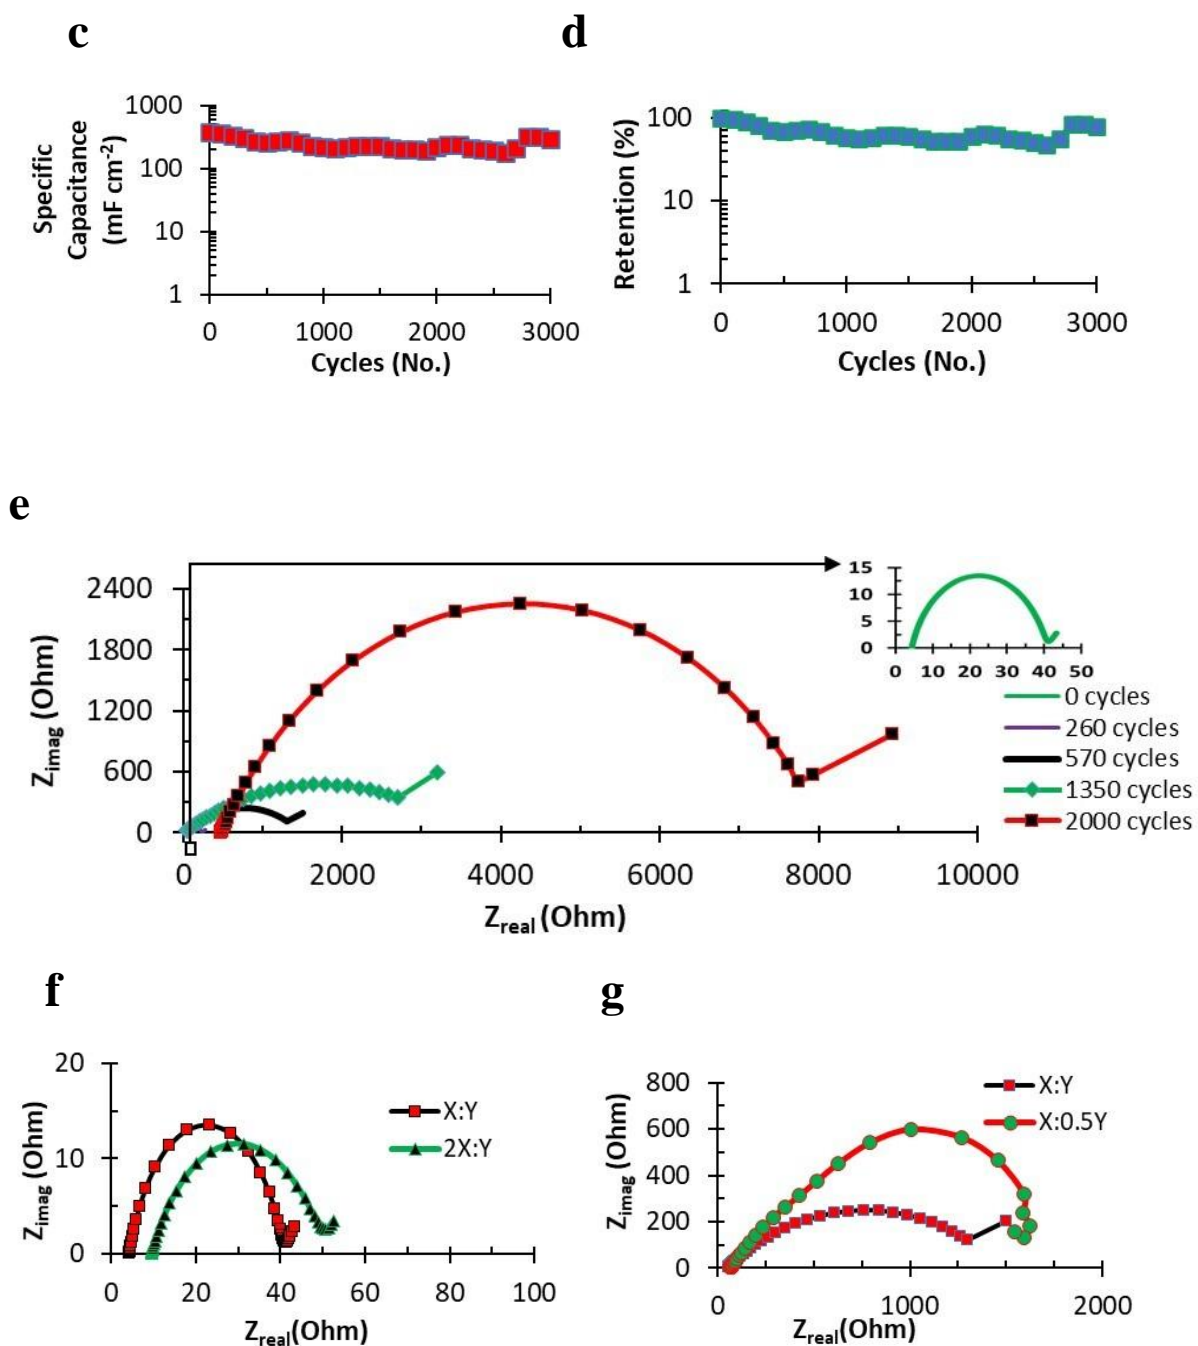 c
d
1000
100
10
1
Specific
Capacitance
(mF cm-2)
0 1000 2000 3000
Cycles (No.)
100
10
1
Retention (%)
0 1000 2000 3000
Cycles (No.)
e
2400
1800
1200
600
0
Zimag (Ohm)
0 2000 4000 6000 8000 10000
Zreal (Ohm)
15
10
5
0
0 10 20 30 40 50
0 cycles
260 cycles
570 cycles
1350 cycles
2000 cycles
f
g
20
10
0
Zimag (Ohm)
X:Y
2X:Y
0 20 40 60 80 100
Zreal(Ohm)
800
600
400
200
0
Zimag (Ohm)
X:Y
X:0.5Y
0 1000 2000
Zreal(Ohm)